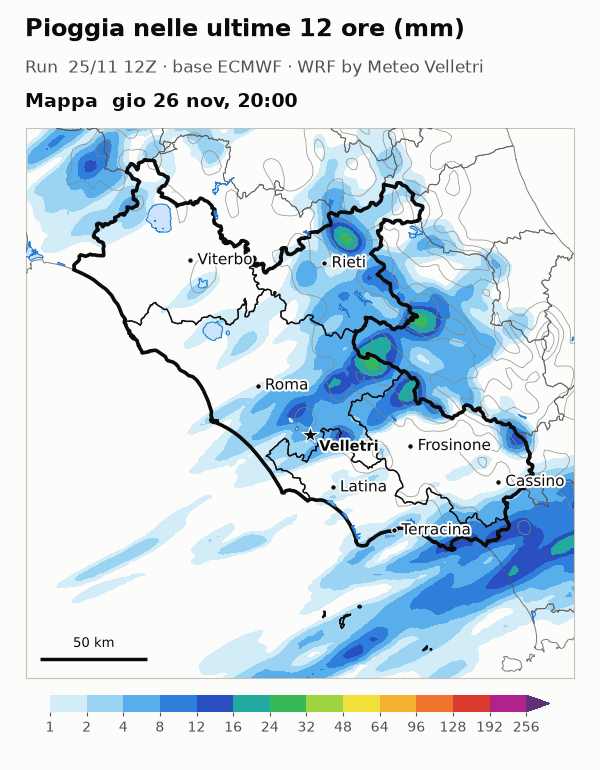 Pioggia nelle ultime 12 ore (mm)
Run  25/11 12Z · base ECMWF · WRF by Meteo Velletri
Mappa  gio 26 nov, 20:00
Viterbo
Rieti
Roma
Velletri
Frosinone
Latina
Cassino
Terracina
50 km
1 2 4 8 12 16 24 32 48 64 96 128 192 256